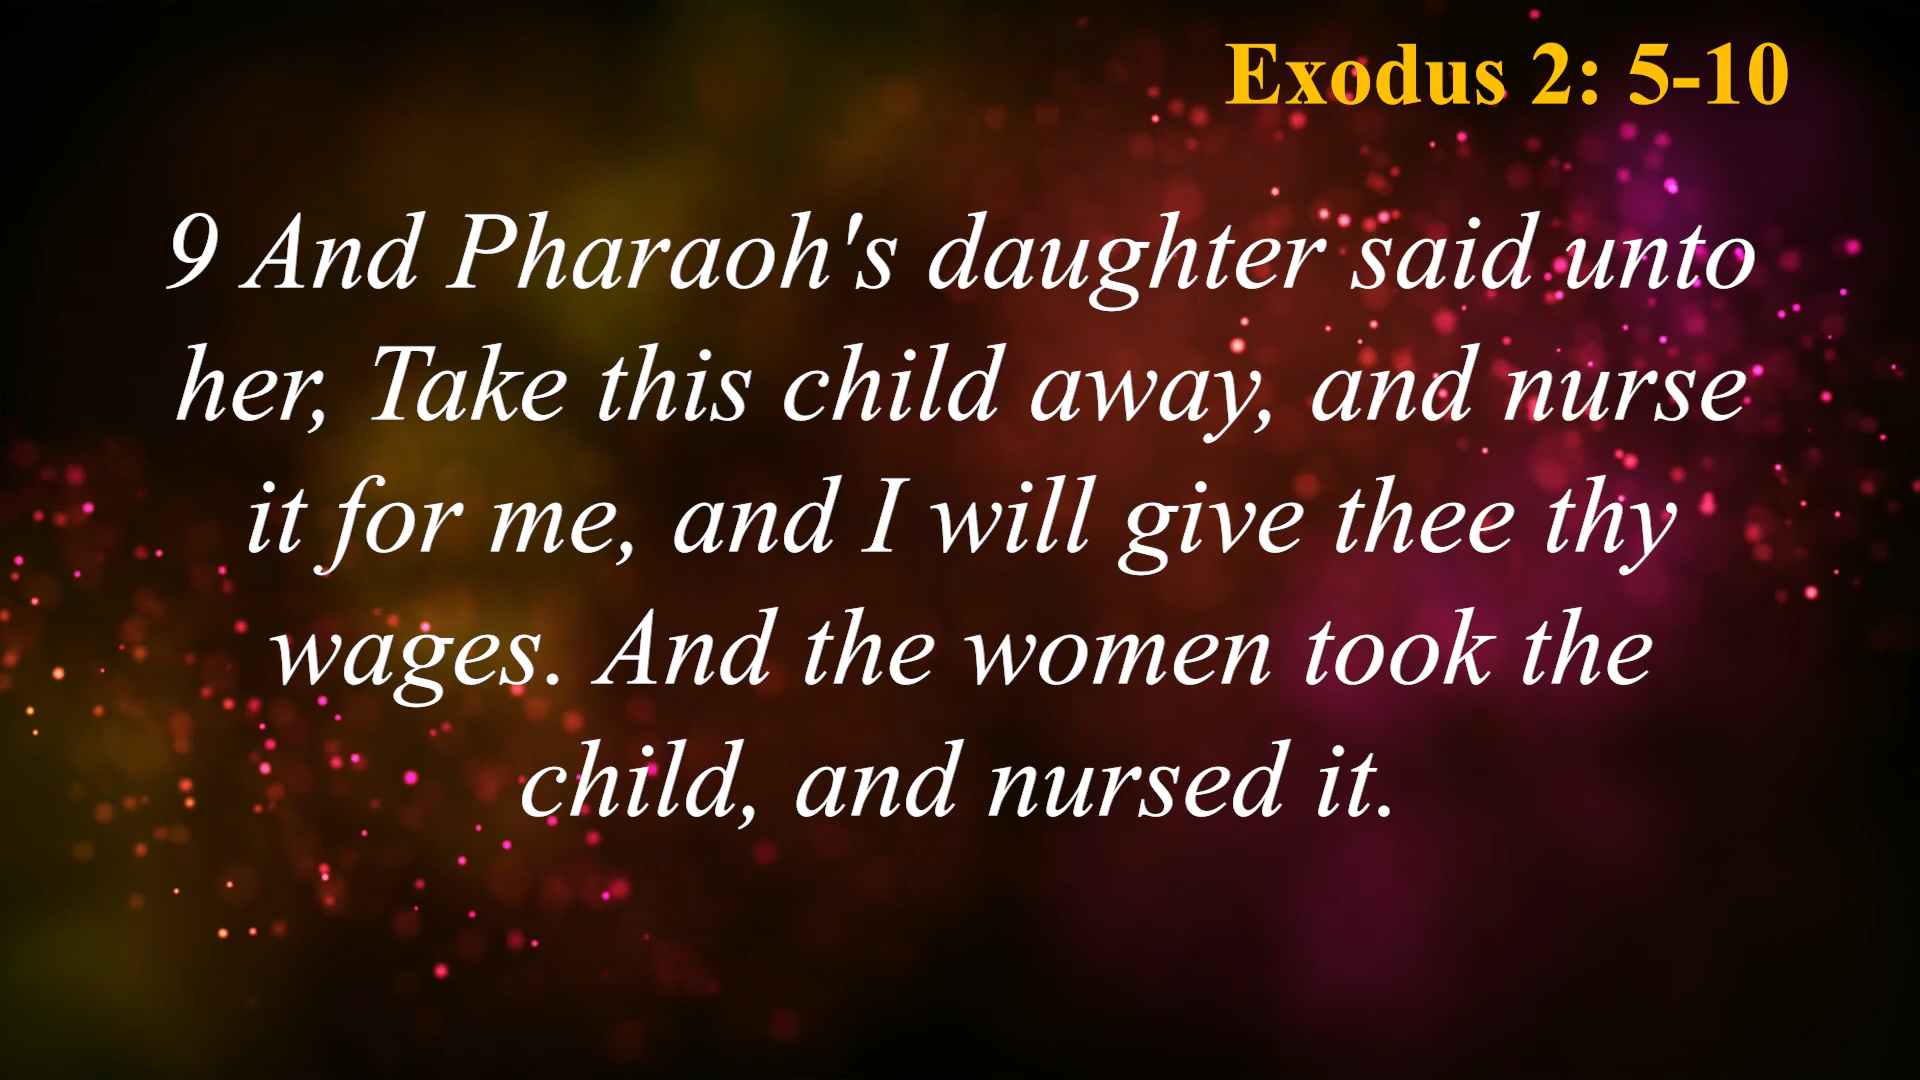 Exodus 2: 5-10
9 And Pharaoh's daughter said unto
her, Take this child away, and nurse
it for me, and I will give thee thy
wages. And the women took the
child, and nursed it.